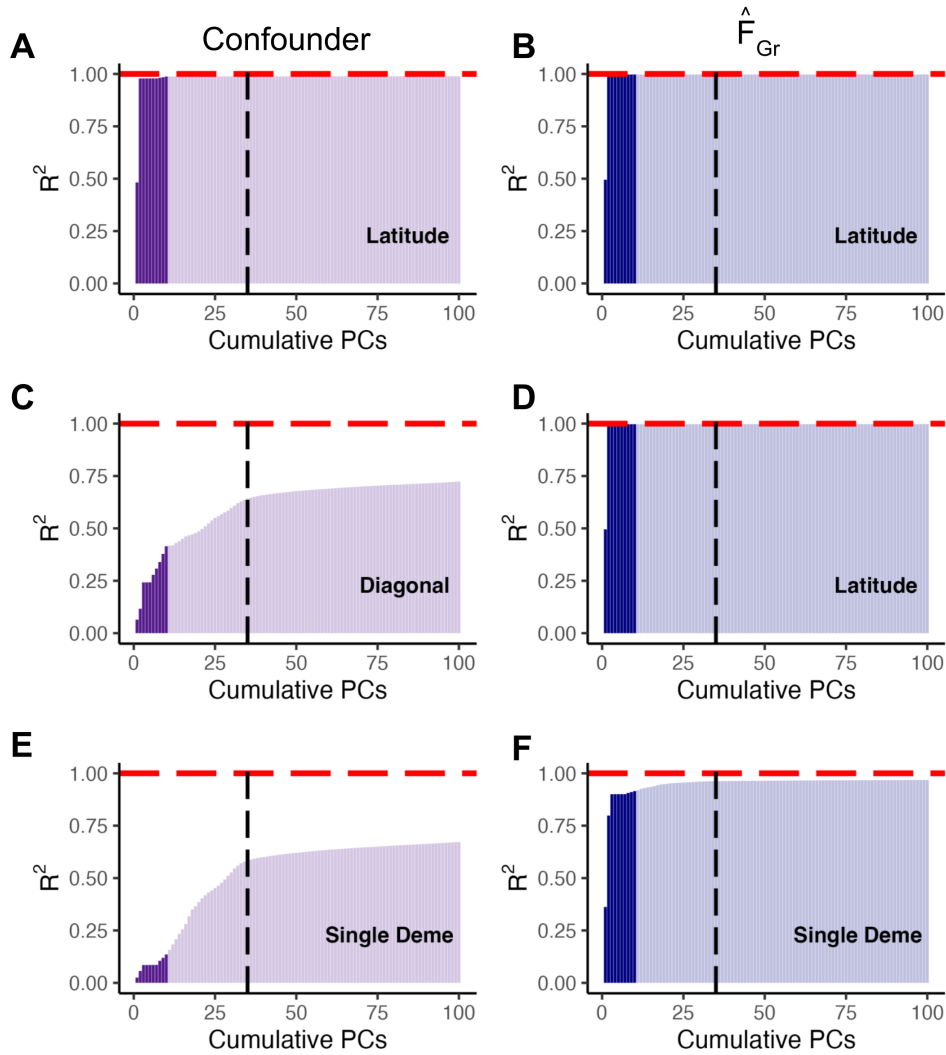 Confounder
F̂_Gr
A
B
1.00
0.75
0.50
0.25
0.00
R²
Latitude
0 25 50 75 100
Cumulative PCs
1.00
0.75
0.50
0.25
0.00
R²
Latitude
0 25 50 75 100
Cumulative PCs
C
D
1.00
0.75
0.50
0.25
0.00
R²
Diagonal
0 25 50 75 100
Cumulative PCs
1.00
0.75
0.50
0.25
0.00
R²
Latitude
0 25 50 75 100
Cumulative PCs
E
F
1.00
0.75
0.50
0.25
0.00
R²
Single Deme
0 25 50 75 100
Cumulative PCs
1.00
0.75
0.50
0.25
0.00
R²
Single Deme
0 25 50 75 100
Cumulative PCs